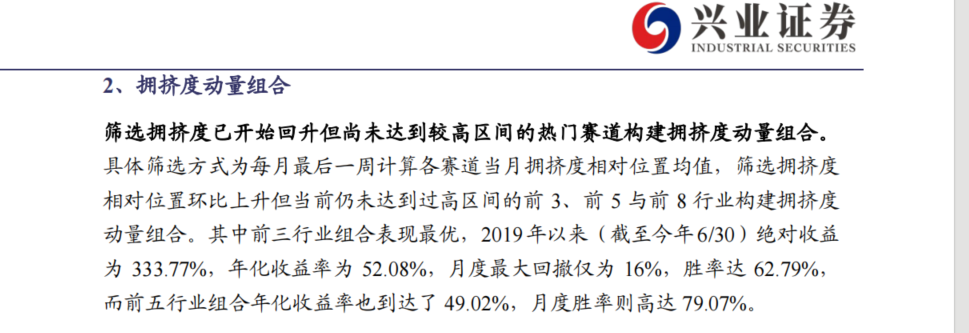 兴业证券
INDUSTRIAL SECURITIES
2、拥挤度动量组合
筛选拥挤度已开始回升但尚未达到较高区间的热门赛道构建拥挤度动量组合。
具体筛选方式为每月最后一周计算各赛道当月拥挤度相对位置均值，筛选拥挤度
相对位置环比上升但当前仍未达到过高区间的前 3、前 5 与前 8 行业构建拥挤度
动量组合。其中前三行业组合表现最优，2019 年以来（截至今年 6/30）绝对收益
为 333.77%，年化收益率为 52.08%，月度最大回撤仅为 16%，胜率达 62.79%，
而前五行业组合年化收益率也到达了 49.02%，月度胜率则高达 79.07%。